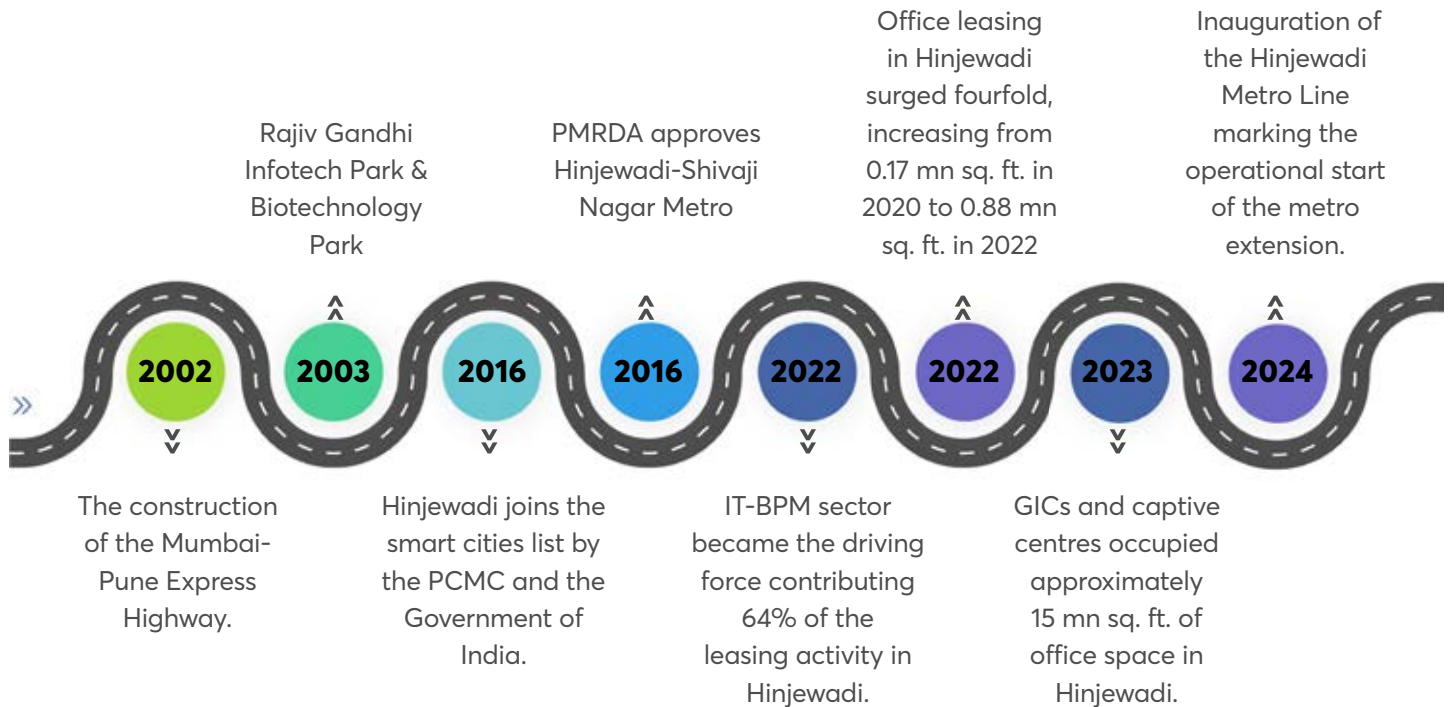 2002
The construction
of the Mumbai-
Pune Express
Highway.
Rajiv Gandhi
Infotech Park &
Biotechnology
Park
2003
2016
Hinjewadi joins the
smart cities list by
the PCMC and the
Government of
India.
PMRDA approves
Hinjewadi-Shivaji
Nagar Metro
2016
2022
IT-BPM sector
became the driving
force contributing
64% of the
leasing activity in
Hinjewadi.
Office leasing
in Hinjewadi
surged fourfold,
increasing from
0.17 mn sq. ft. in
2020 to 0.88 mn
sq. ft. in 2022
2022
2023
GICs and captive
centres occupied
approximately
15 mn sq. ft. of
office space in
Hinjewadi.
Inauguration of
the Hinjewadi
Metro Line
marking the
operational start
of the metro
extension.
2024